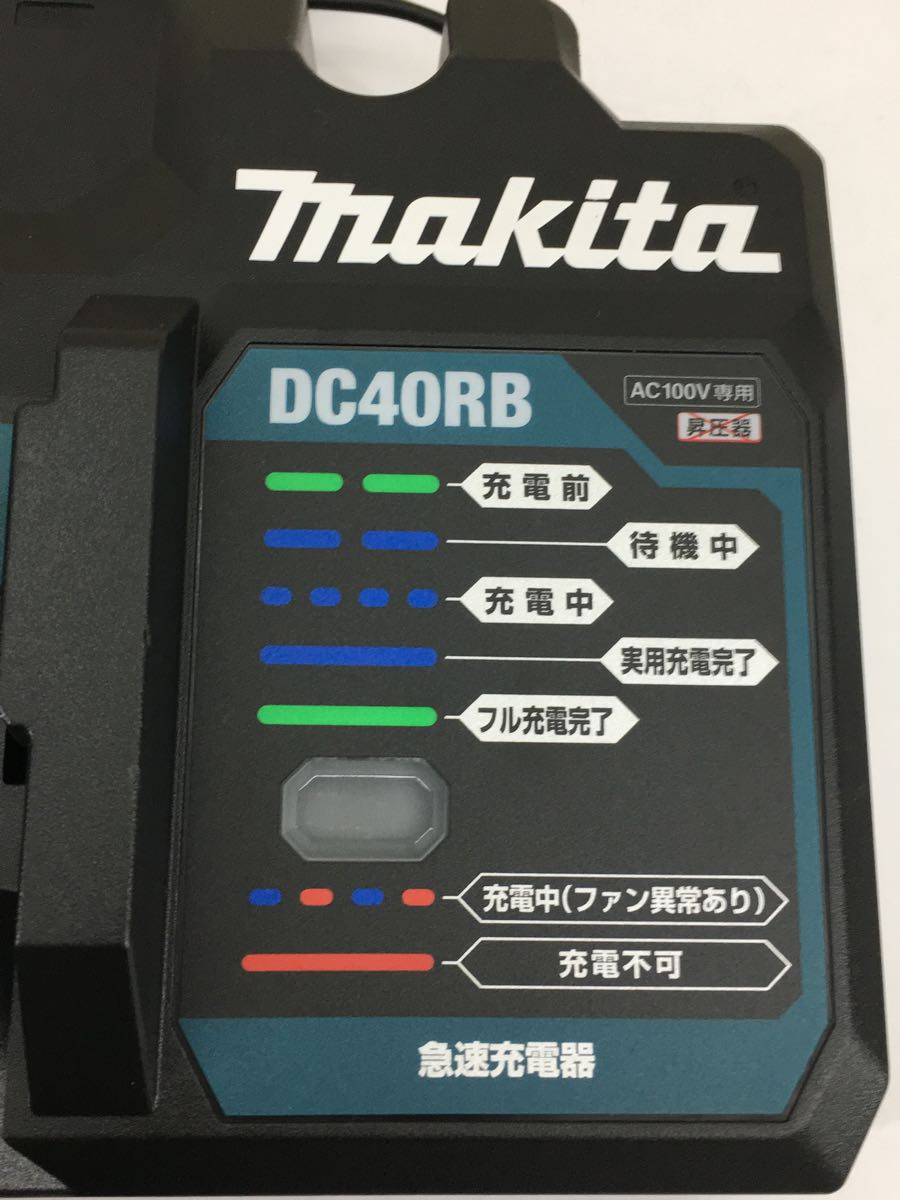 makita
DC40RB
AC100V専用
昇圧器
充電前
待機中
充電中
実用充電完了
フル充電完了
充電中(ファン異常あり)
充電不可
急速充電器